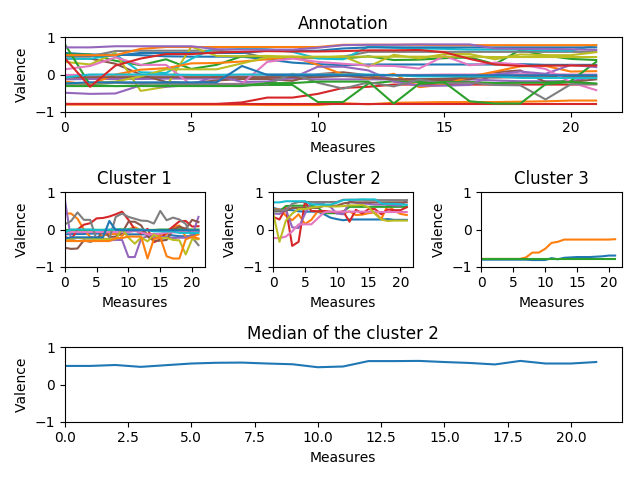 Annotation
Valence
1
0
−1
0 5 10 15 20
Measures
Cluster 1 Cluster 2 Cluster 3
Valence Valence Valence
1 1 1
0 0 0
−1 −1 −1
0 5 10 15 20 0 5 10 15 20 0 5 10 15 20
Measures Measures Measures
Median of the cluster 2
Valence
1
0
−1
0.0 2.5 5.0 7.5 10.0 12.5 15.0 17.5 20.0
Measures